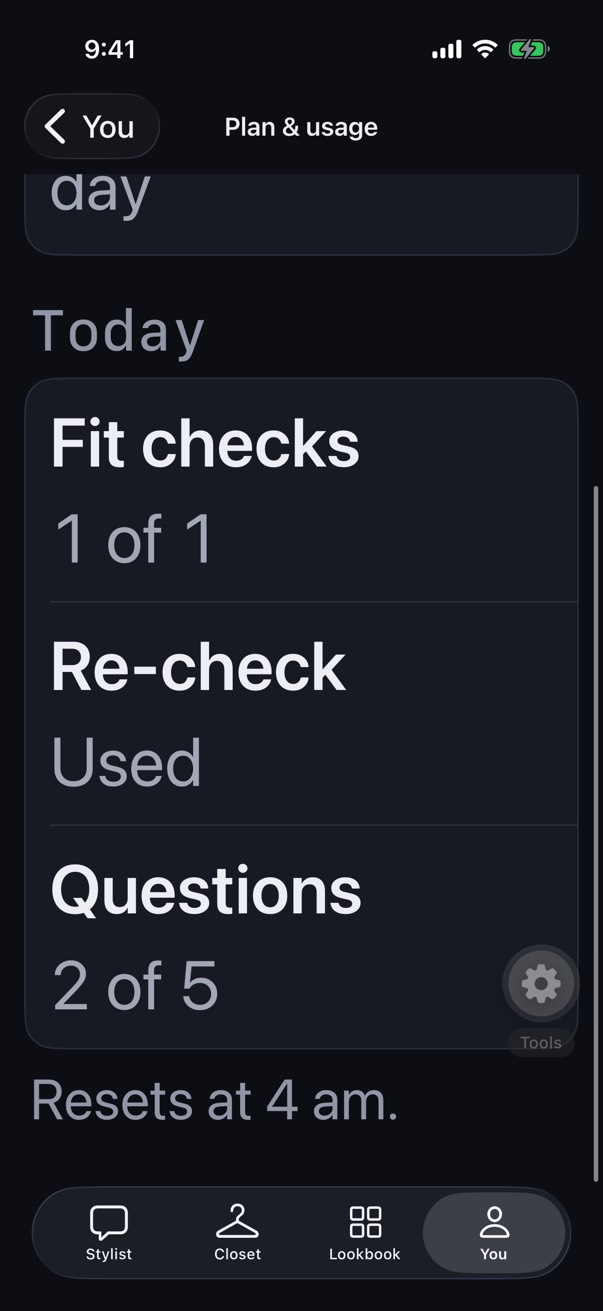 9:41
You
Plan & usage
day
Today
Fit checks
1 of 1
Re-check
Used
Questions
2 of 5
Tools
Resets at 4 am.
Stylist
Closet
Lookbook
You